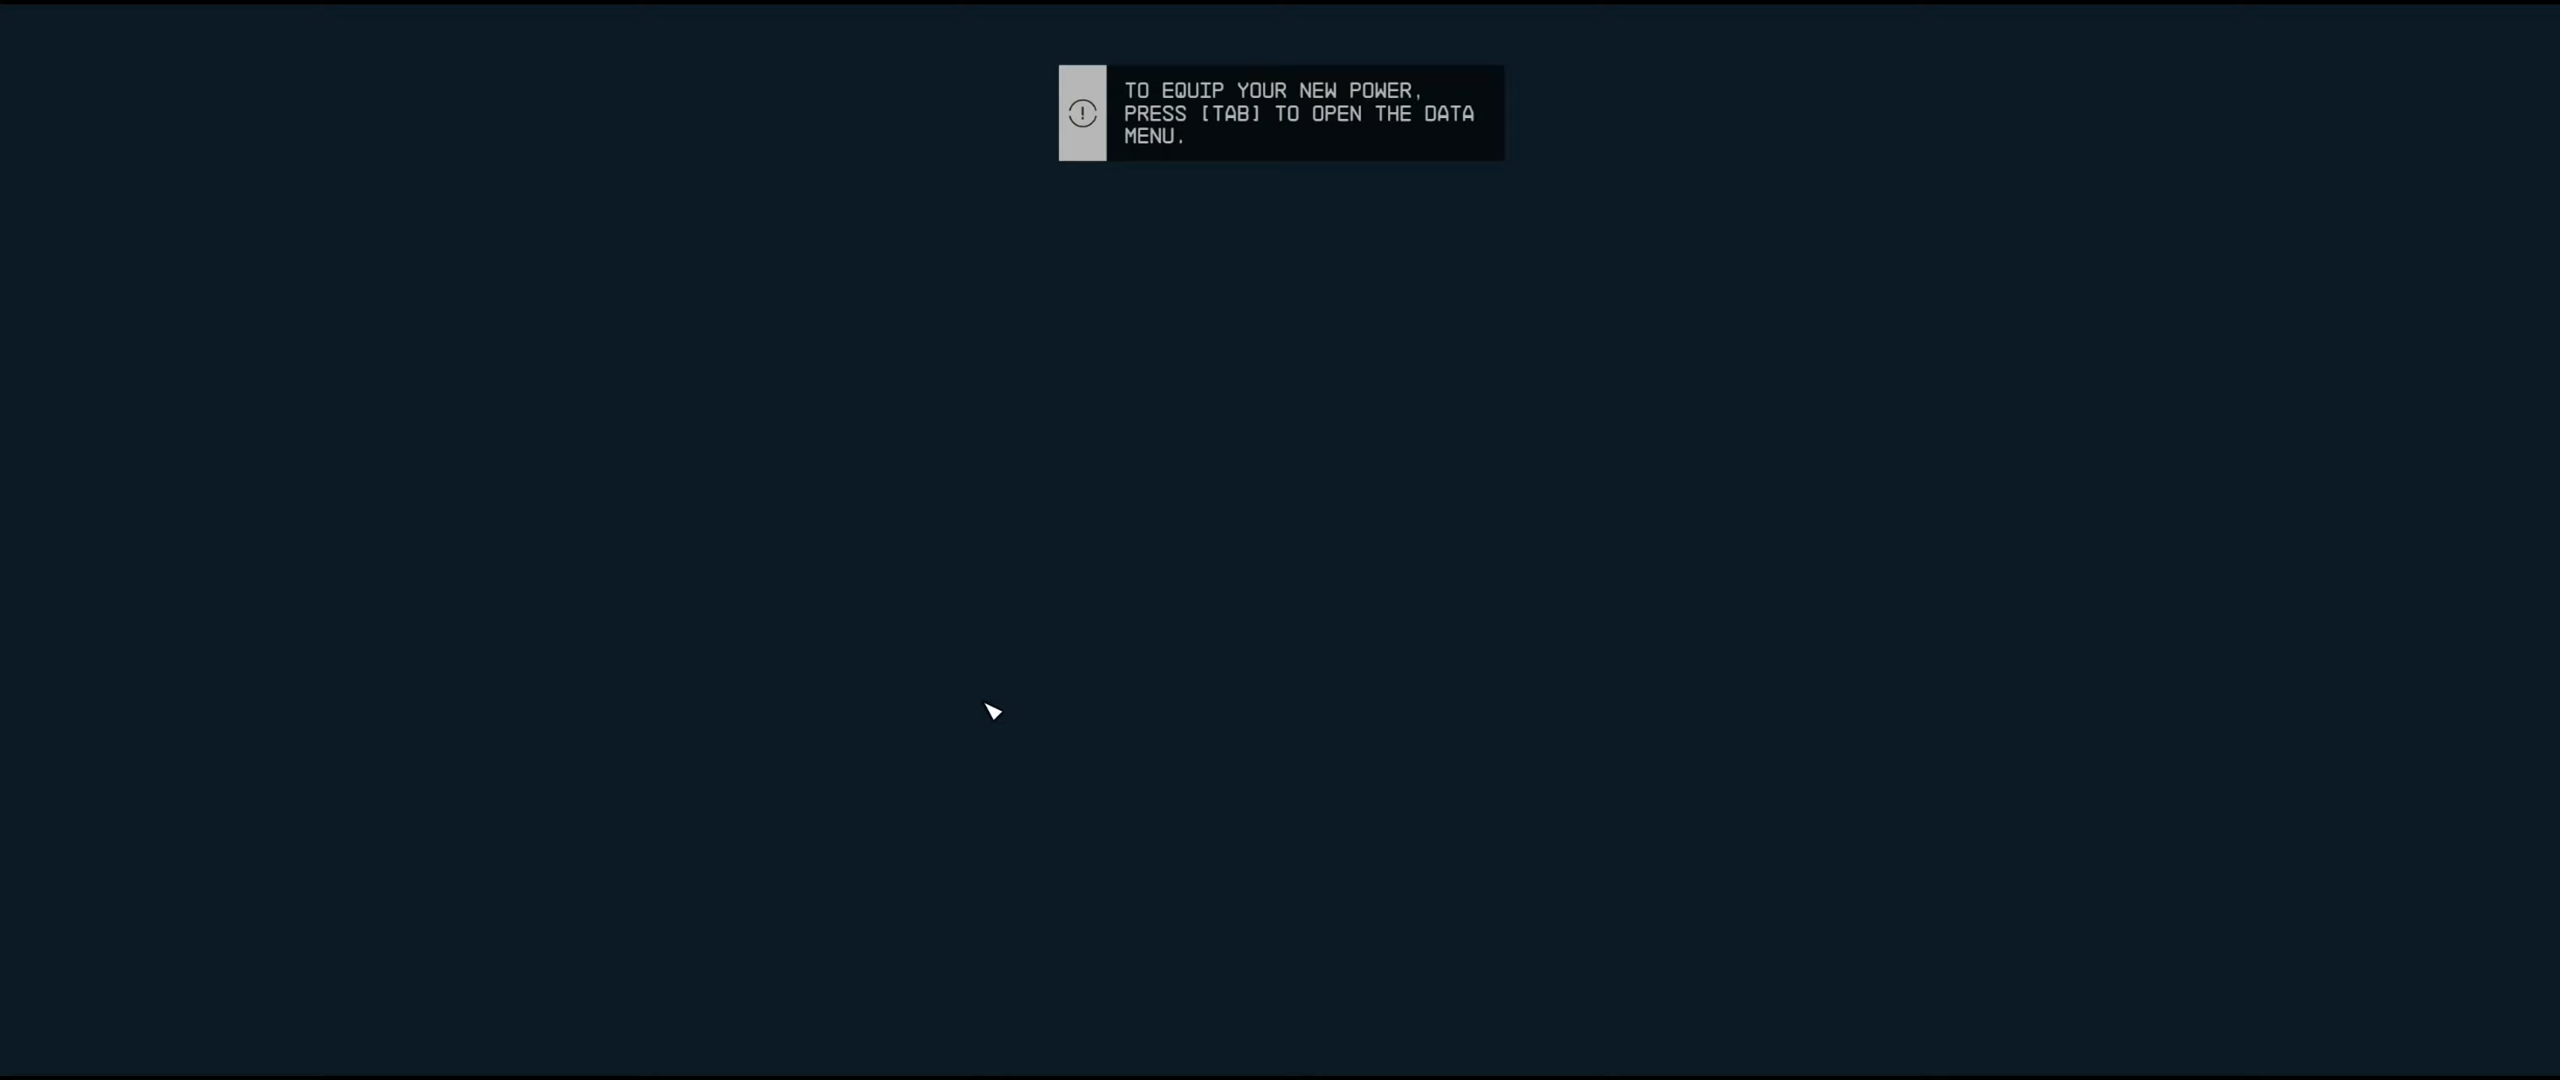 TO EQUIP YOUR NEW POWER,
PRESS [TAB] TO OPEN THE DATA
MENU.